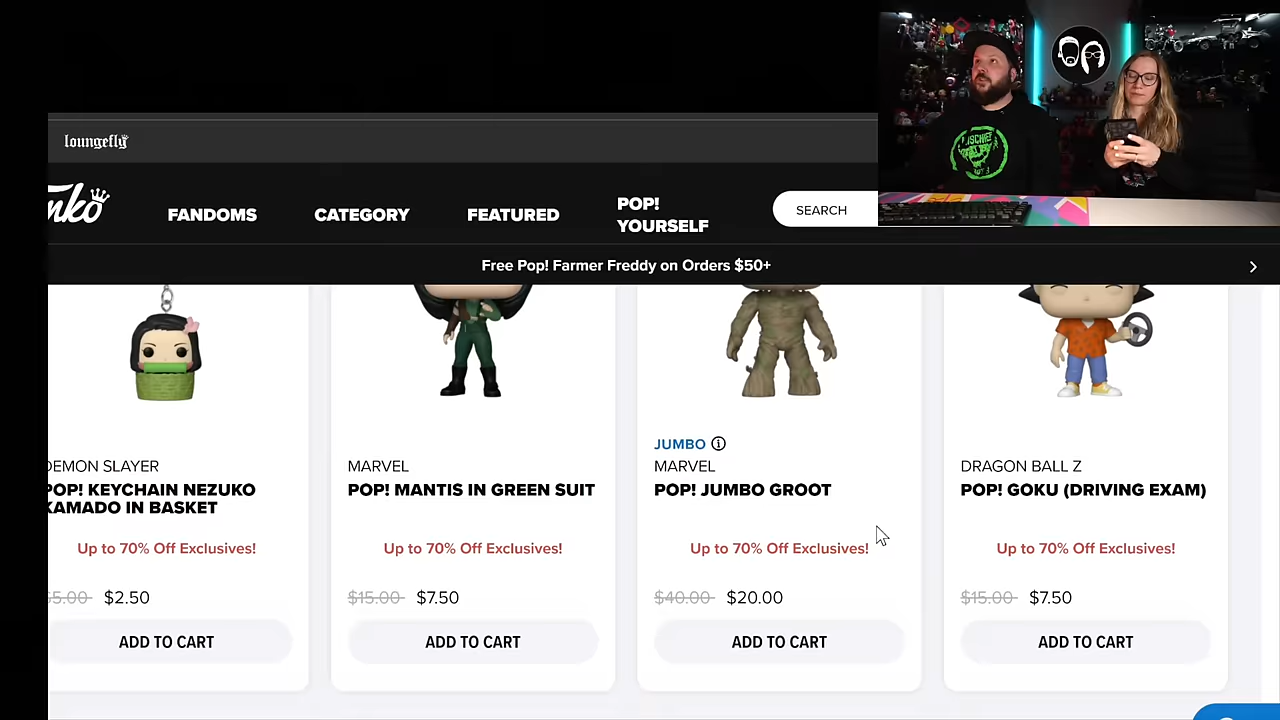 loungefly
nko
FANDOMS
CATEGORY
FEATURED
POP!
YOURSELF
SEARCH
Free Pop! Farmer Freddy on Orders $50+
DEMON SLAYER
POP! KEYCHAIN NEZUKO
KAMADO IN BASKET
Up to 70% Off Exclusives!
$5.00 $2.50
ADD TO CART
MARVEL
POP! MANTIS IN GREEN SUIT
Up to 70% Off Exclusives!
$15.00 $7.50
ADD TO CART
JUMBO
MARVEL
POP! JUMBO GROOT
Up to 70% Off Exclusives!
$40.00 $20.00
ADD TO CART
DRAGON BALL Z
POP! GOKU (DRIVING EXAM)
Up to 70% Off Exclusives!
$15.00 $7.50
ADD TO CART